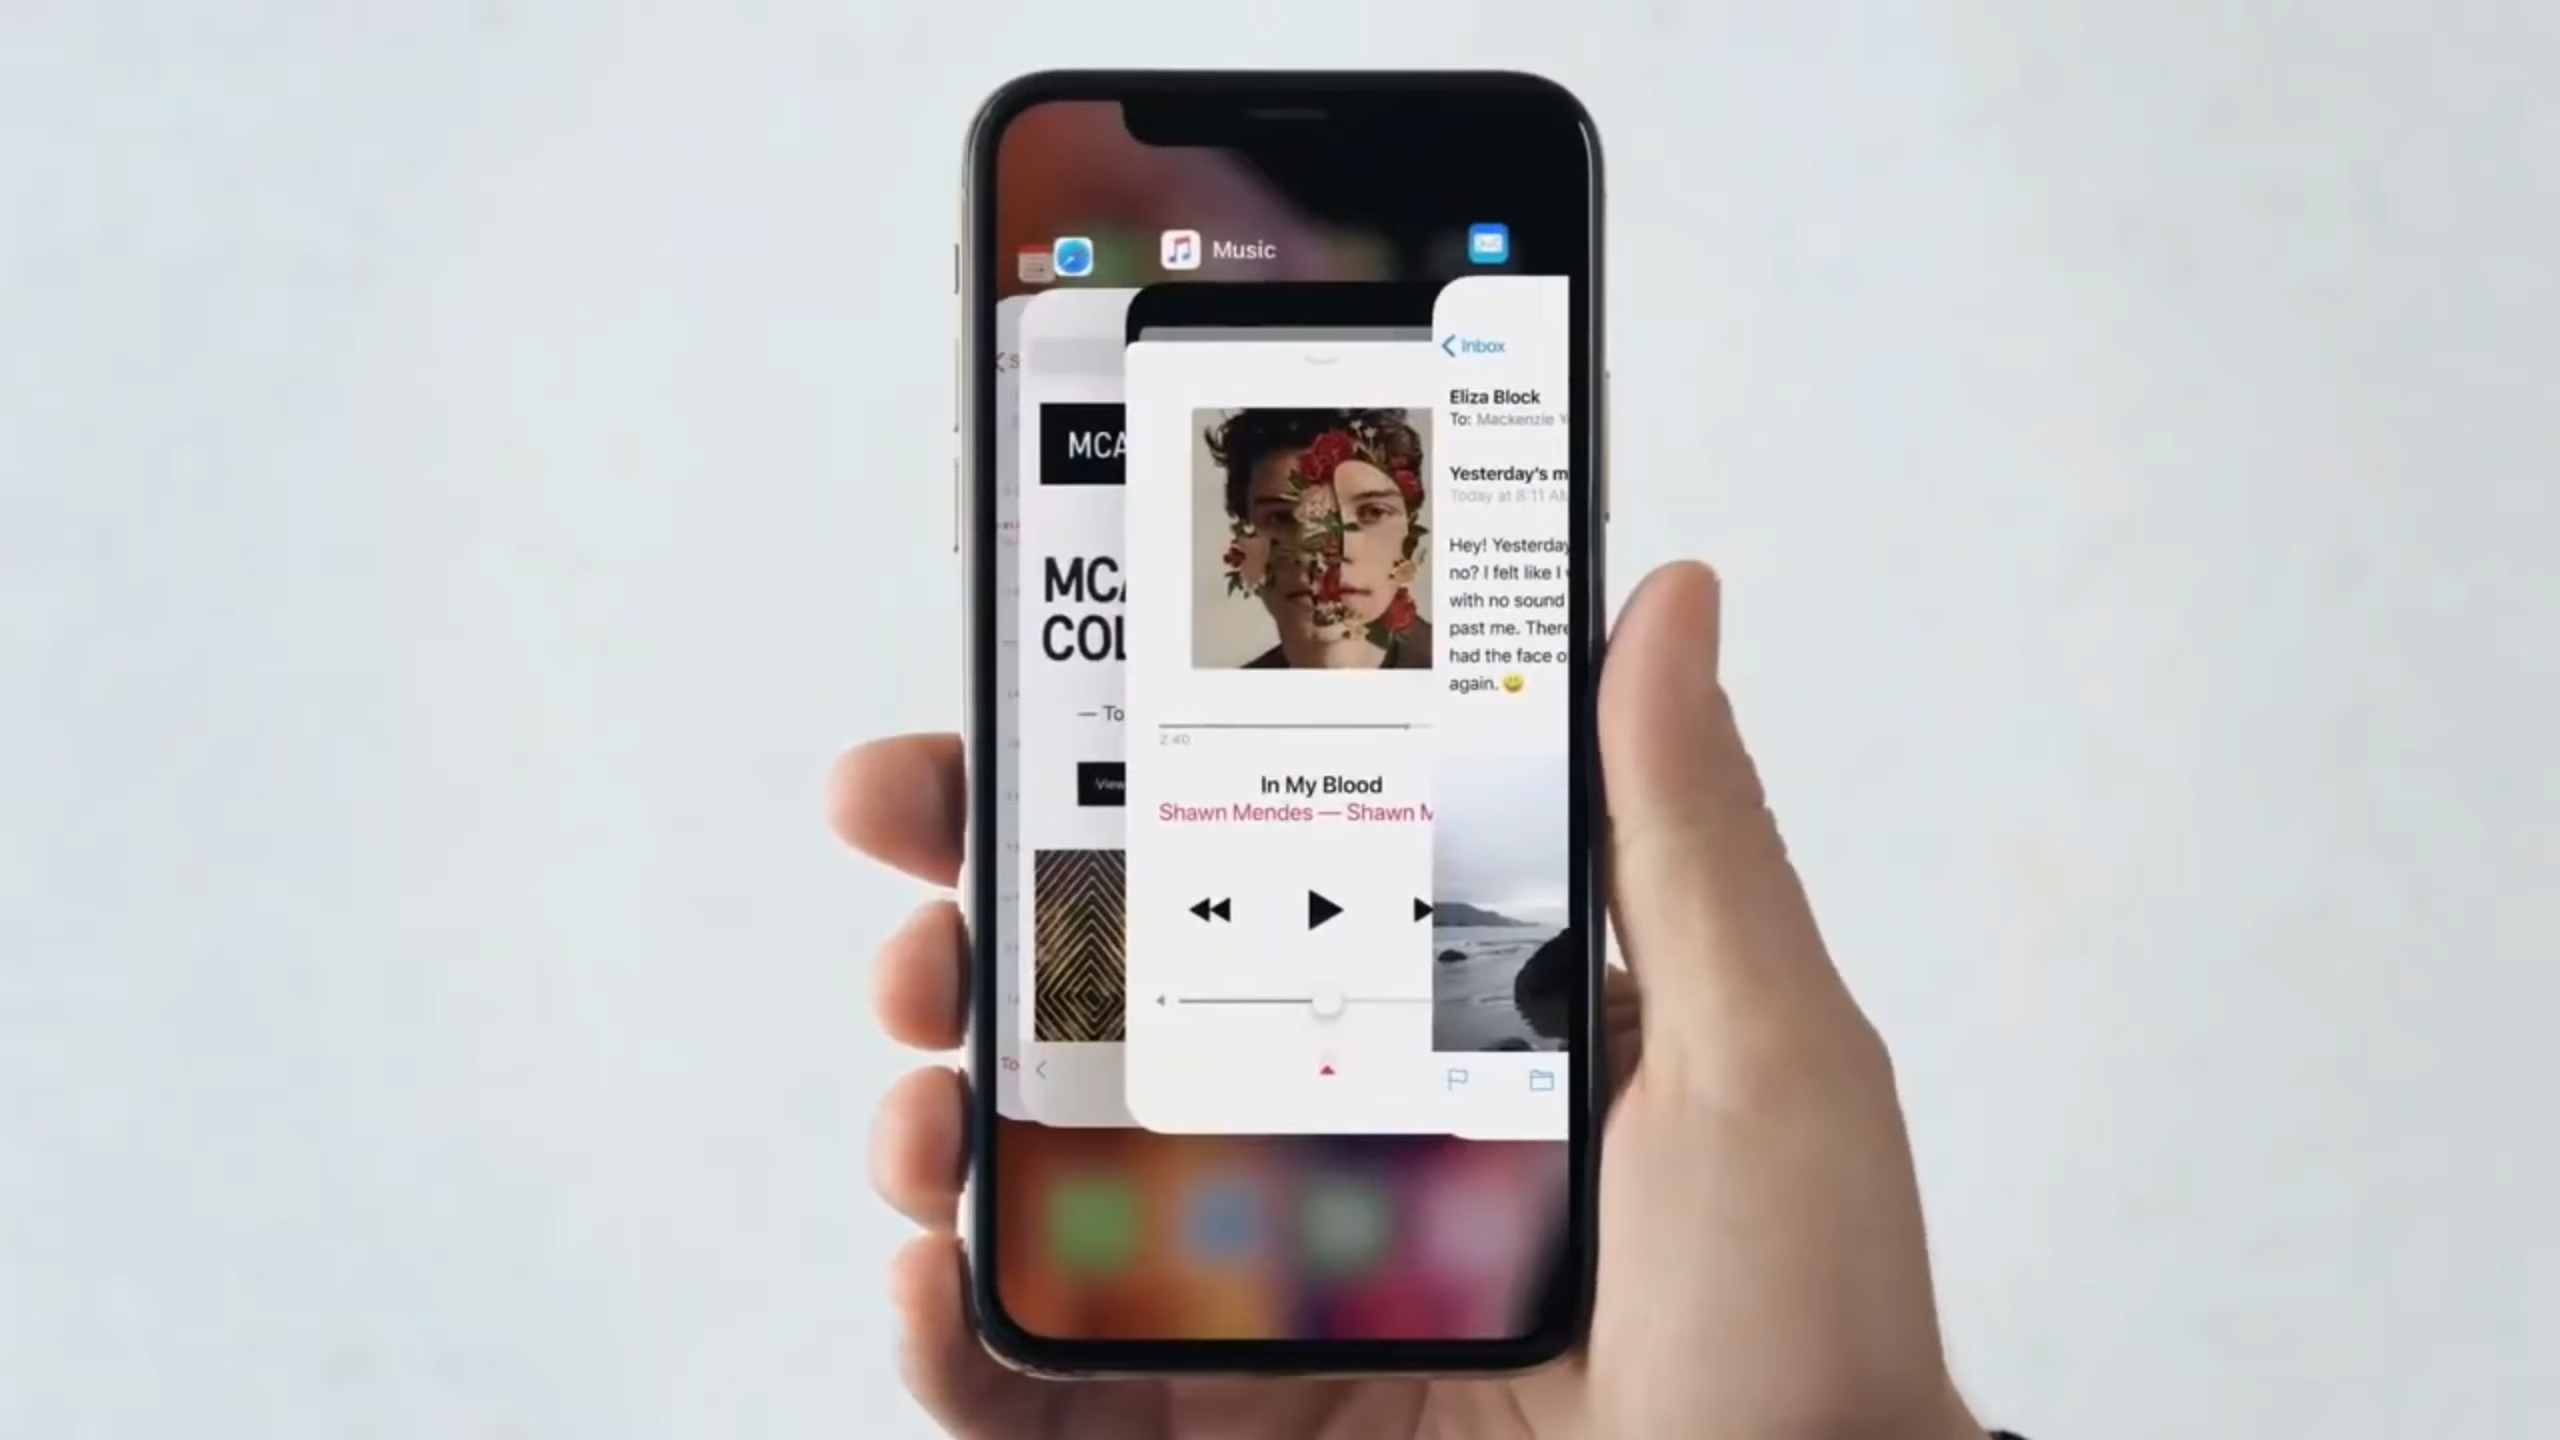 Music
Inbox
Eliza Block
To: Mackenzie Y
Yesterday's m
Today at 8:11 AM
Hey! Yesterday
no? I felt like I
with no sound
past me. There
had the face o
again.
MCA
MCA
COL
— To
View
2:40
In My Blood
Shawn Mendes — Shawn M
To